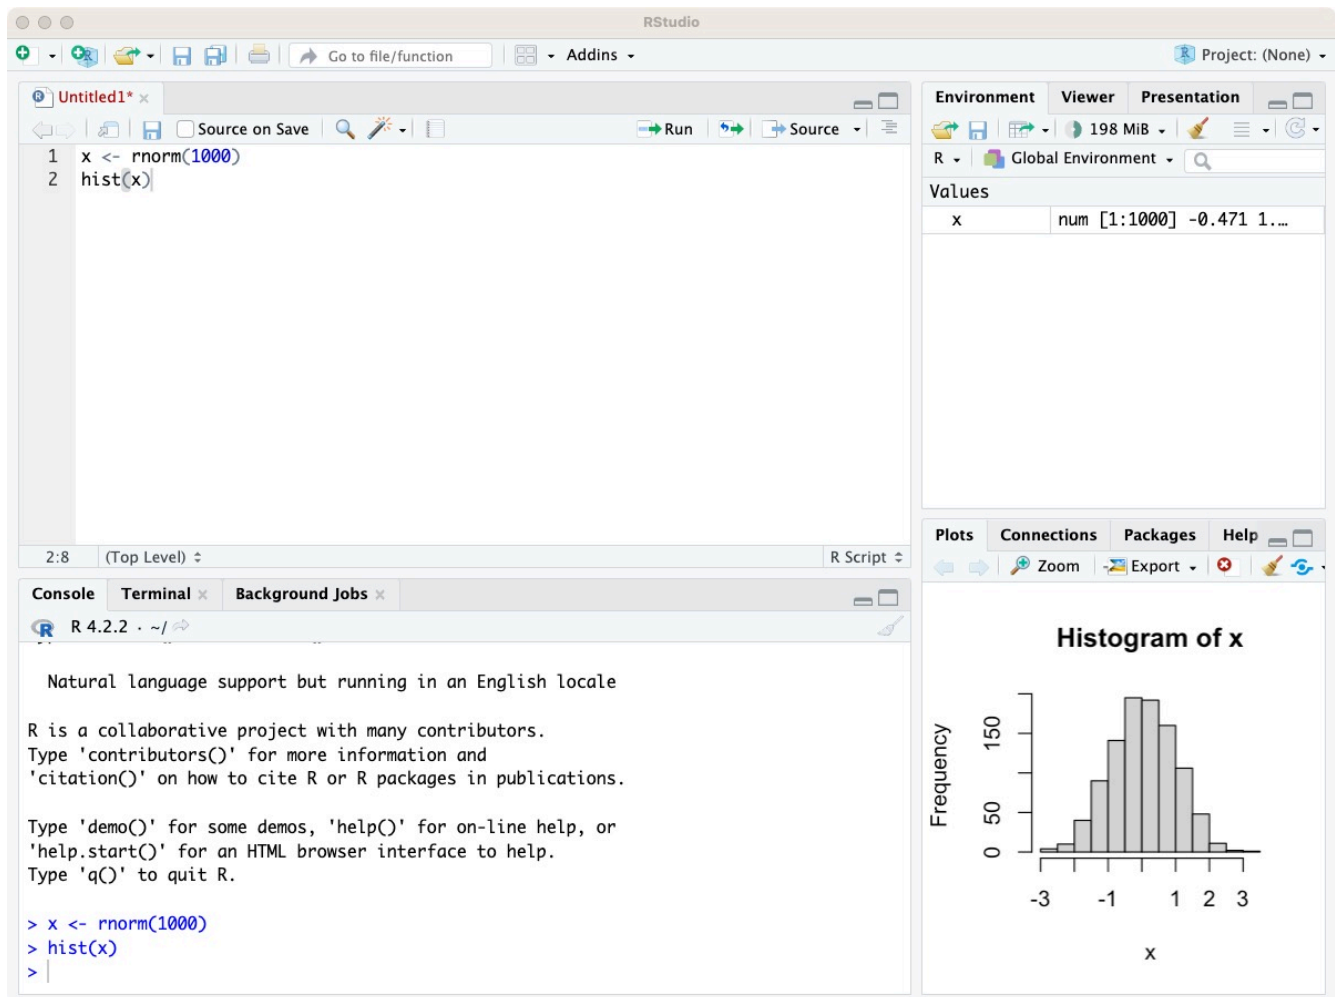 RStudio
Go to file/function
Addins
Project: (None)
Untitled1*
Source on Save
Run
Source
1 x <- rnorm(1000)
2 hist(x)
2:8 (Top Level)
R Script
Console Terminal Background Jobs
R 4.2.2 · ~/
Natural language support but running in an English locale
R is a collaborative project with many contributors.
Type 'contributors()' for more information and
'citation()' on how to cite R or R packages in publications.
Type 'demo()' for some demos, 'help()' for on-line help, or
'help.start()' for an HTML browser interface to help.
Type 'q()' to quit R.
> x <- rnorm(1000)
> hist(x)
>
Environment Viewer Presentation
198 MiB
R Global Environment
Values
x num [1:1000] -0.471 1.…
Plots Connections Packages Help
Zoom Export
Histogram of x
Frequency
150
50
0
-3 -1 1 2 3
x